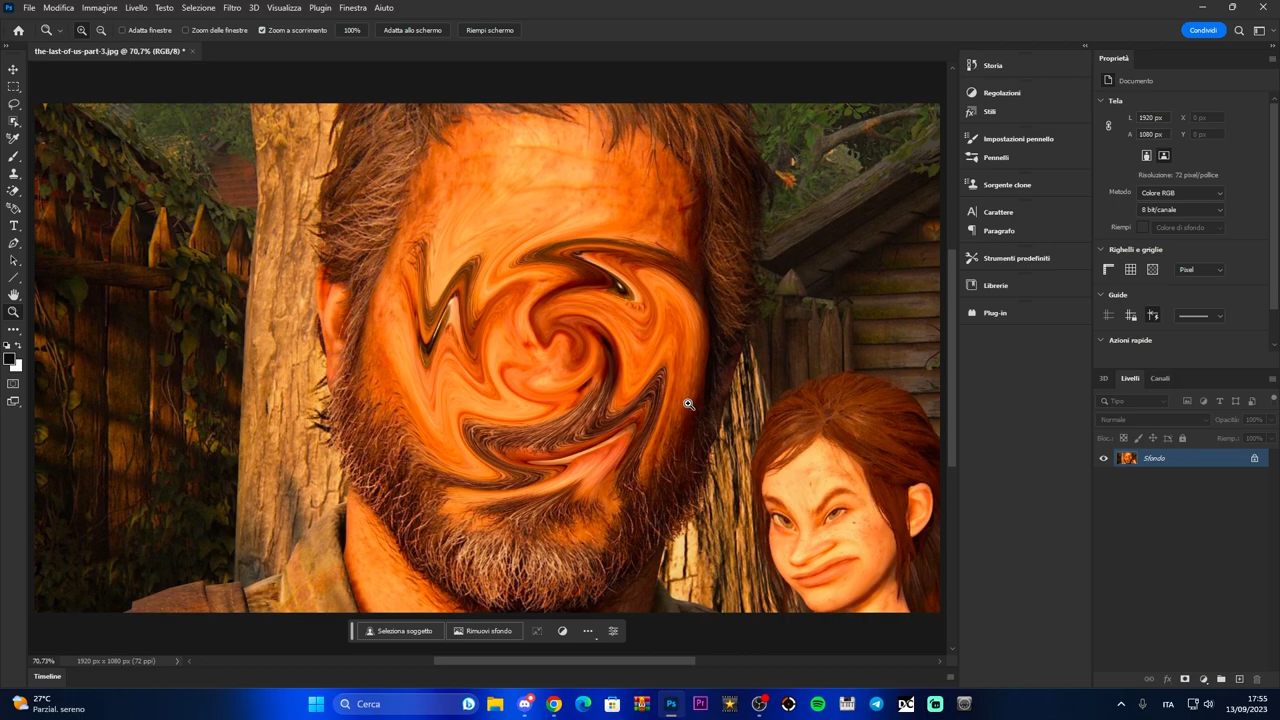 File Modifica Immagine Livello Testo Selezione Filtro 3D Visualizza Plugin Finestra Aiuto
Adatta finestre Zoom delle finestre Zoom a scorrimento 100% Adatta allo schermo Riempi schermo Condividi
the-last-of-us-part-3.jpg @ 70,7% (RGB/8) *
Storia
Regolazioni
Stili
Impostazioni pennello
Pennelli
Sorgente clone
Carattere
Paragrafo
Strumenti predefiniti
Librerie
Plug-in
Proprietà
Documento
Tela
L 1920 px X 0 px
A 1080 px Y 0 px
Risoluzione: 72 pixel/pollice
Metodo Colore RGB
8 bit/canale
Riempi Colore di sfondo
Righelli e griglie
Pixel
Guide
Azioni rapide
3D Livelli Canali
Tipo
Normale Opacità: 100%
Bloc.: Riemp.: 100%
Sfondo
Seleziona soggetto Rimuovi sfondo
70,73% 1920 px x 1080 px (72 ppi)
Timeline
27°C
Parzial. sereno
Cerca
ITA
17:55
13/09/2023